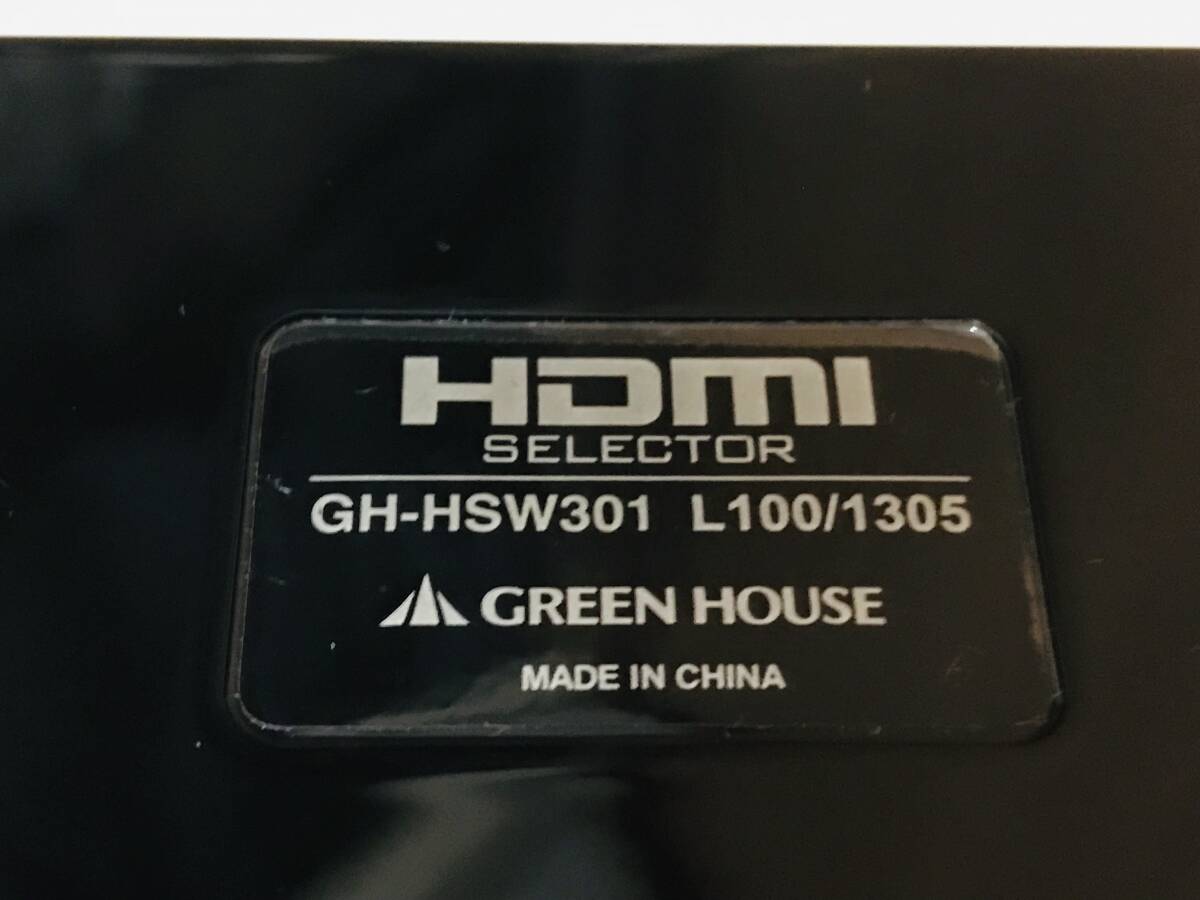 HDMI
SELECTOR
GH-HSW301 L100/1305
GREEN HOUSE
MADE IN CHINA